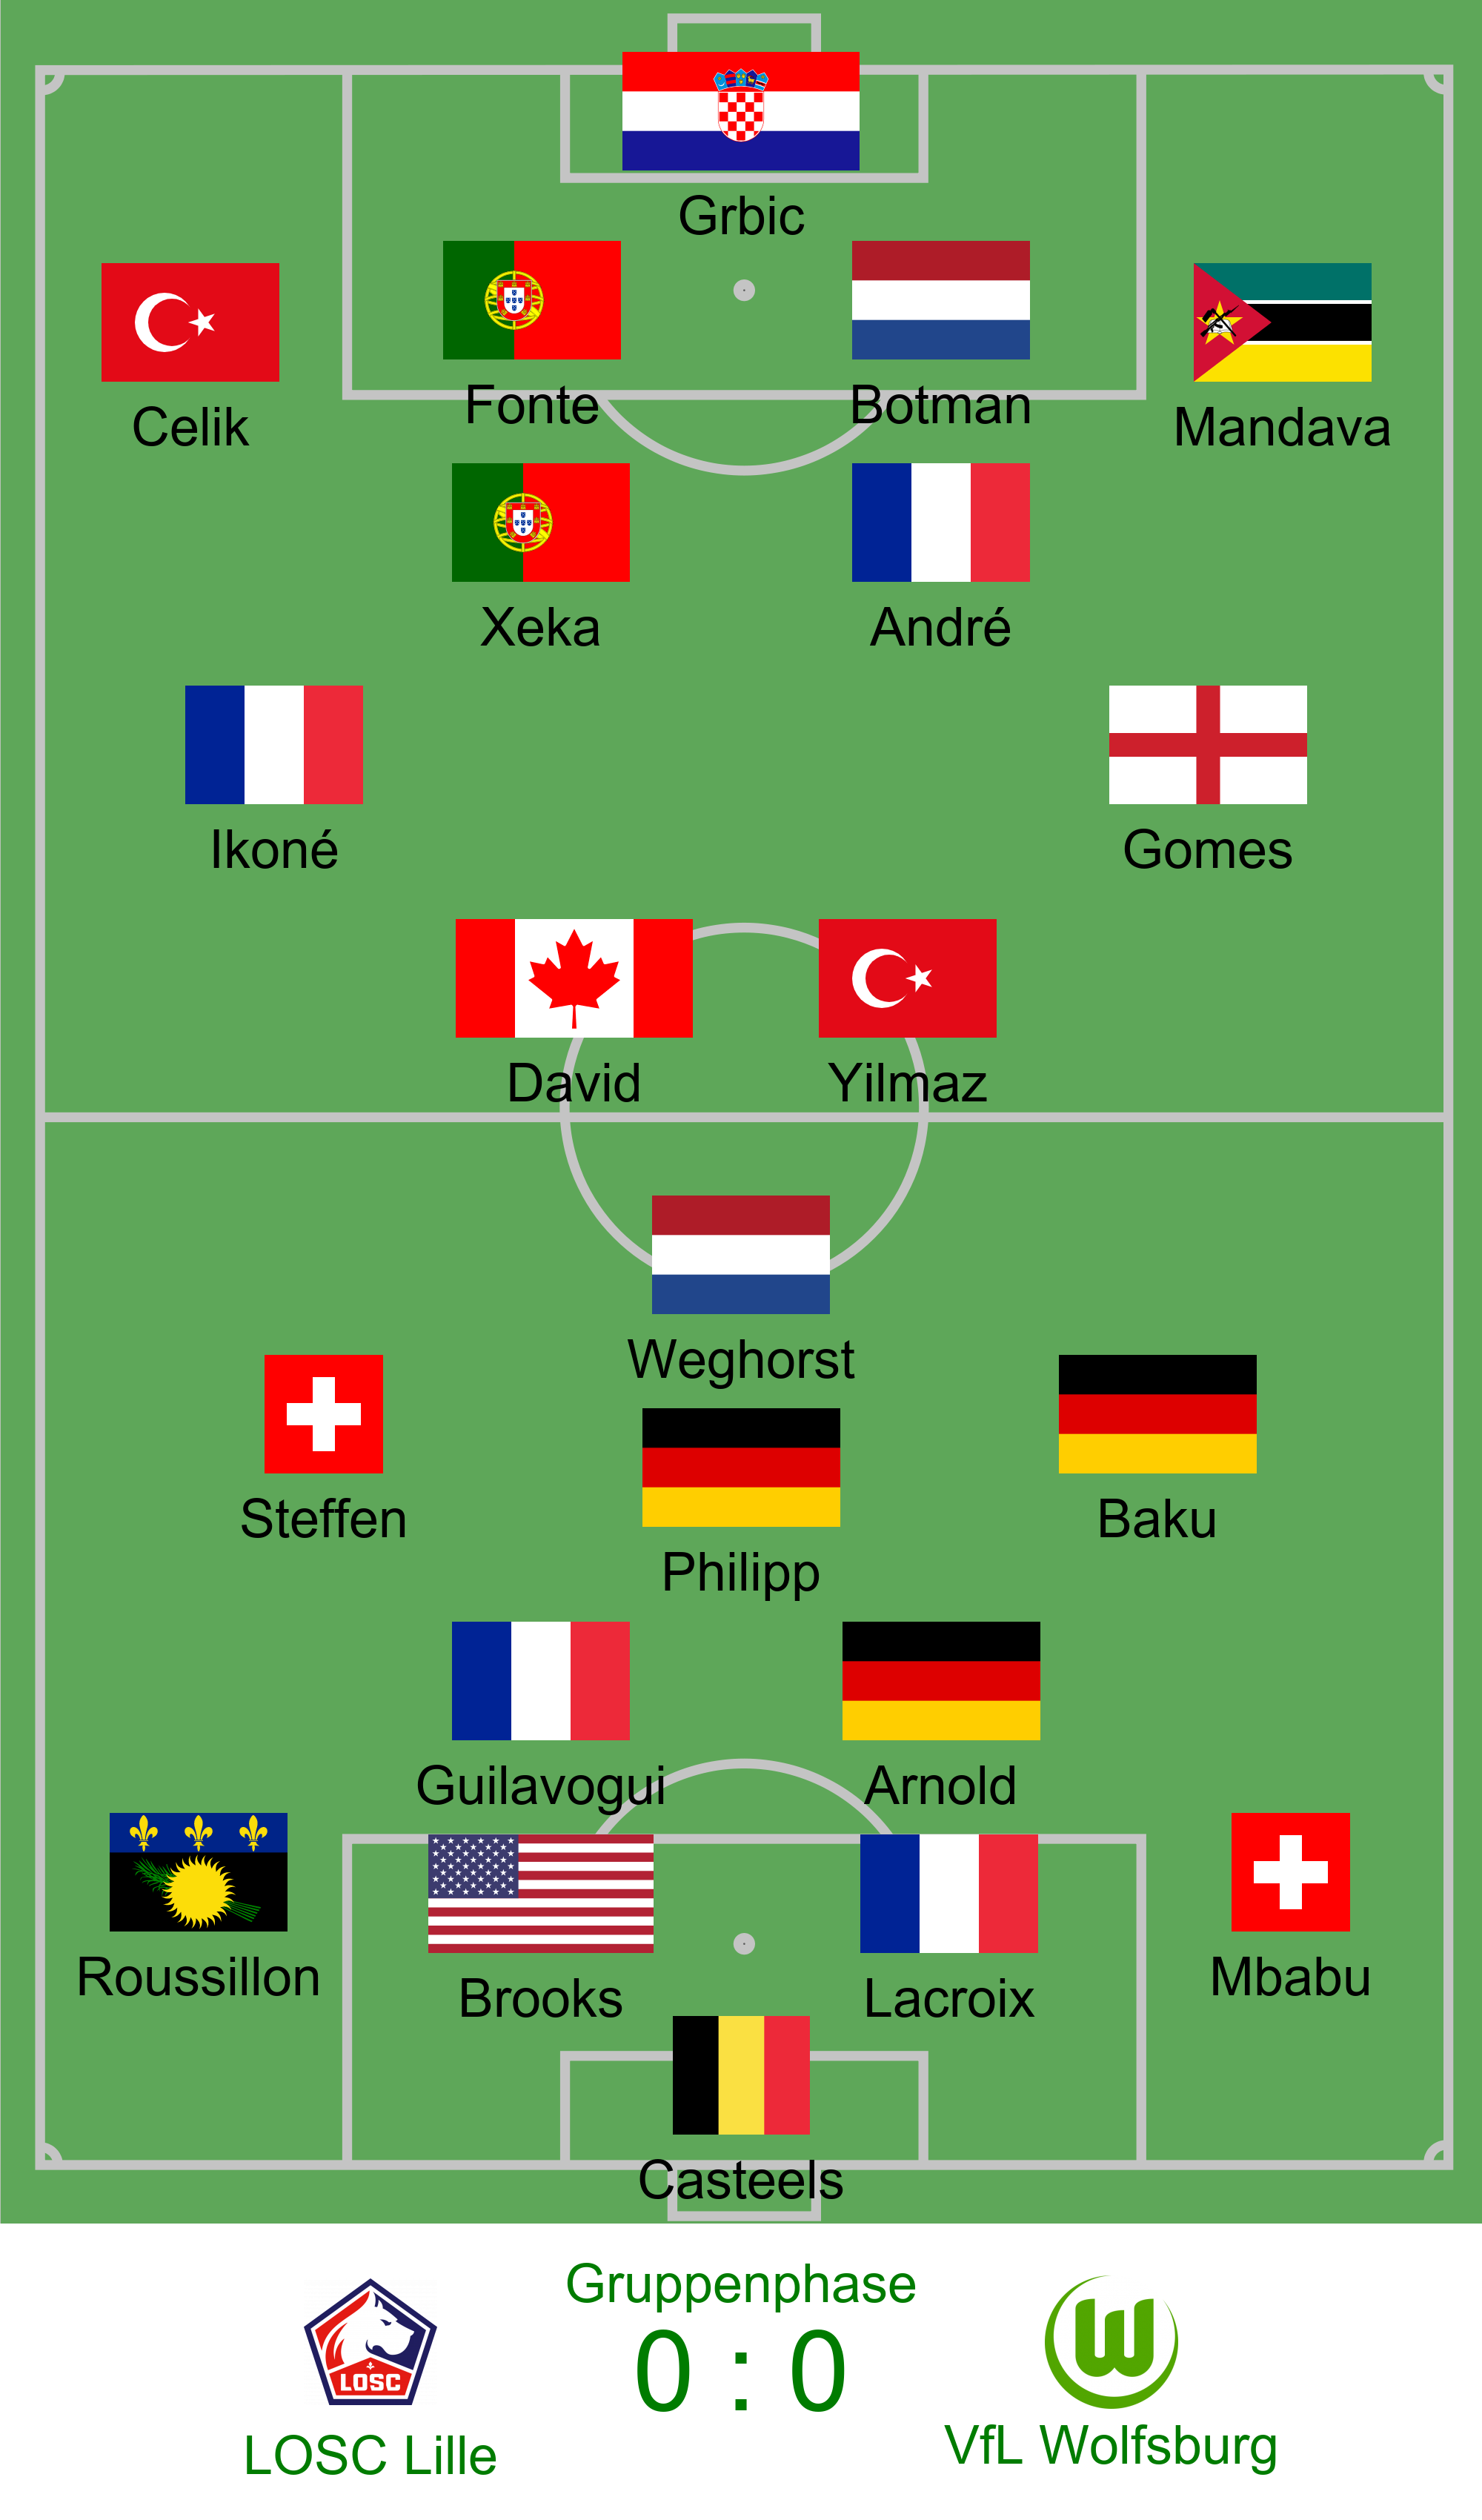 Grbic
Celik
Fonte
Botman
Mandava
Xeka
André
Ikoné
Gomes
David
Yilmaz
Weghorst
Steffen
Baku
Philipp
Guilavogui
Arnold
Roussillon
Brooks
Lacroix
Mbabu
Casteels
Gruppenphase
0 : 0
LOSC
LOSC Lille
W
VfL Wolfsburg